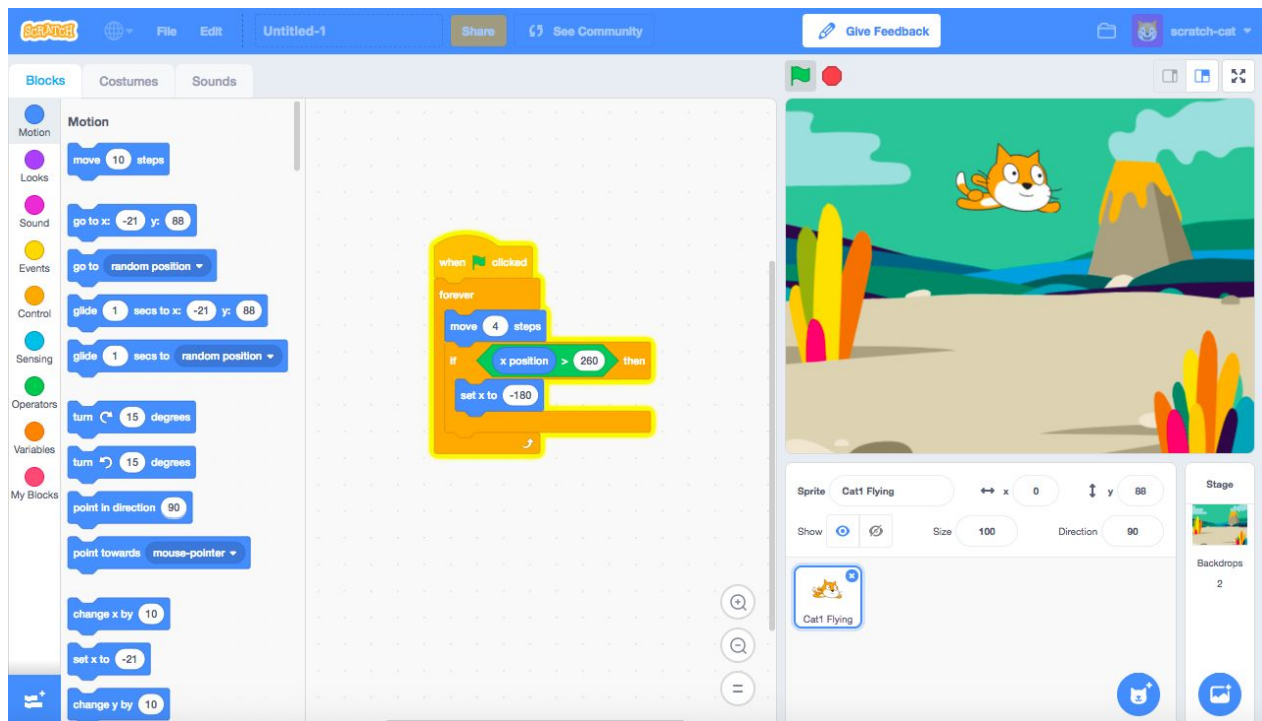 SCRATCH File Edit Untitled-1 Share See Community Give Feedback scratch-cat
Blocks Costumes Sounds
Motion
Looks
Sound
Events
Control
Sensing
Operators
Variables
My Blocks
Motion
move 10 steps
go to x: -21 y: 88
go to random position
glide 1 secs to x: -21 y: 88
glide 1 secs to random position
turn 15 degrees
turn 15 degrees
point in direction 90
point towards mouse-pointer
change x by 10
set x to -21
change y by 10
when clicked
forever
move 4 steps
if x position > 260 then
set x to -180
Sprite Cat1 Flying x 0 y 88
Show Size 100 Direction 90
Cat1 Flying
Stage
Backdrops
2